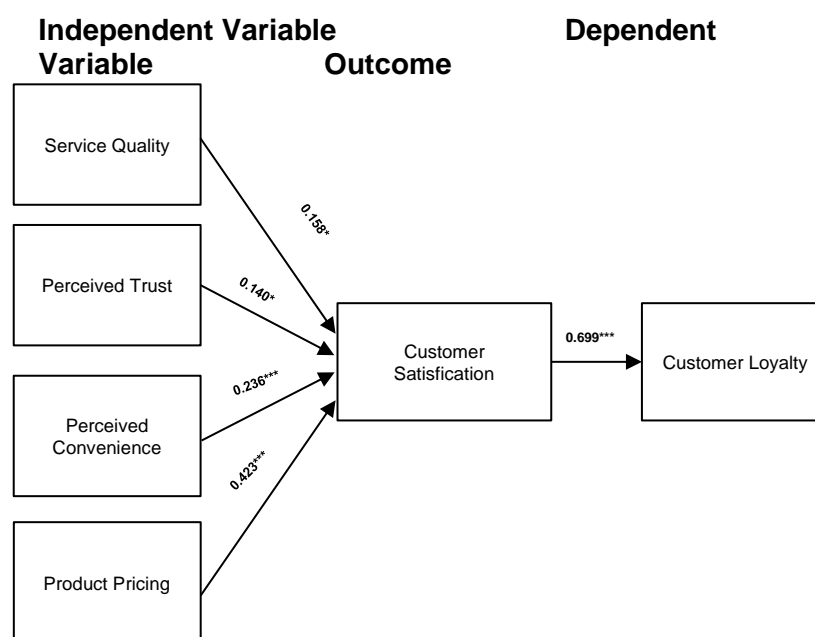 Independent Variable Dependent
Variable Outcome
Service Quality
0.158*
Perceived Trust
0.140*
Customer
Satisfication
0.699***
Customer Loyalty
0.236***
Perceived
Convenience
0.423***
Product Pricing